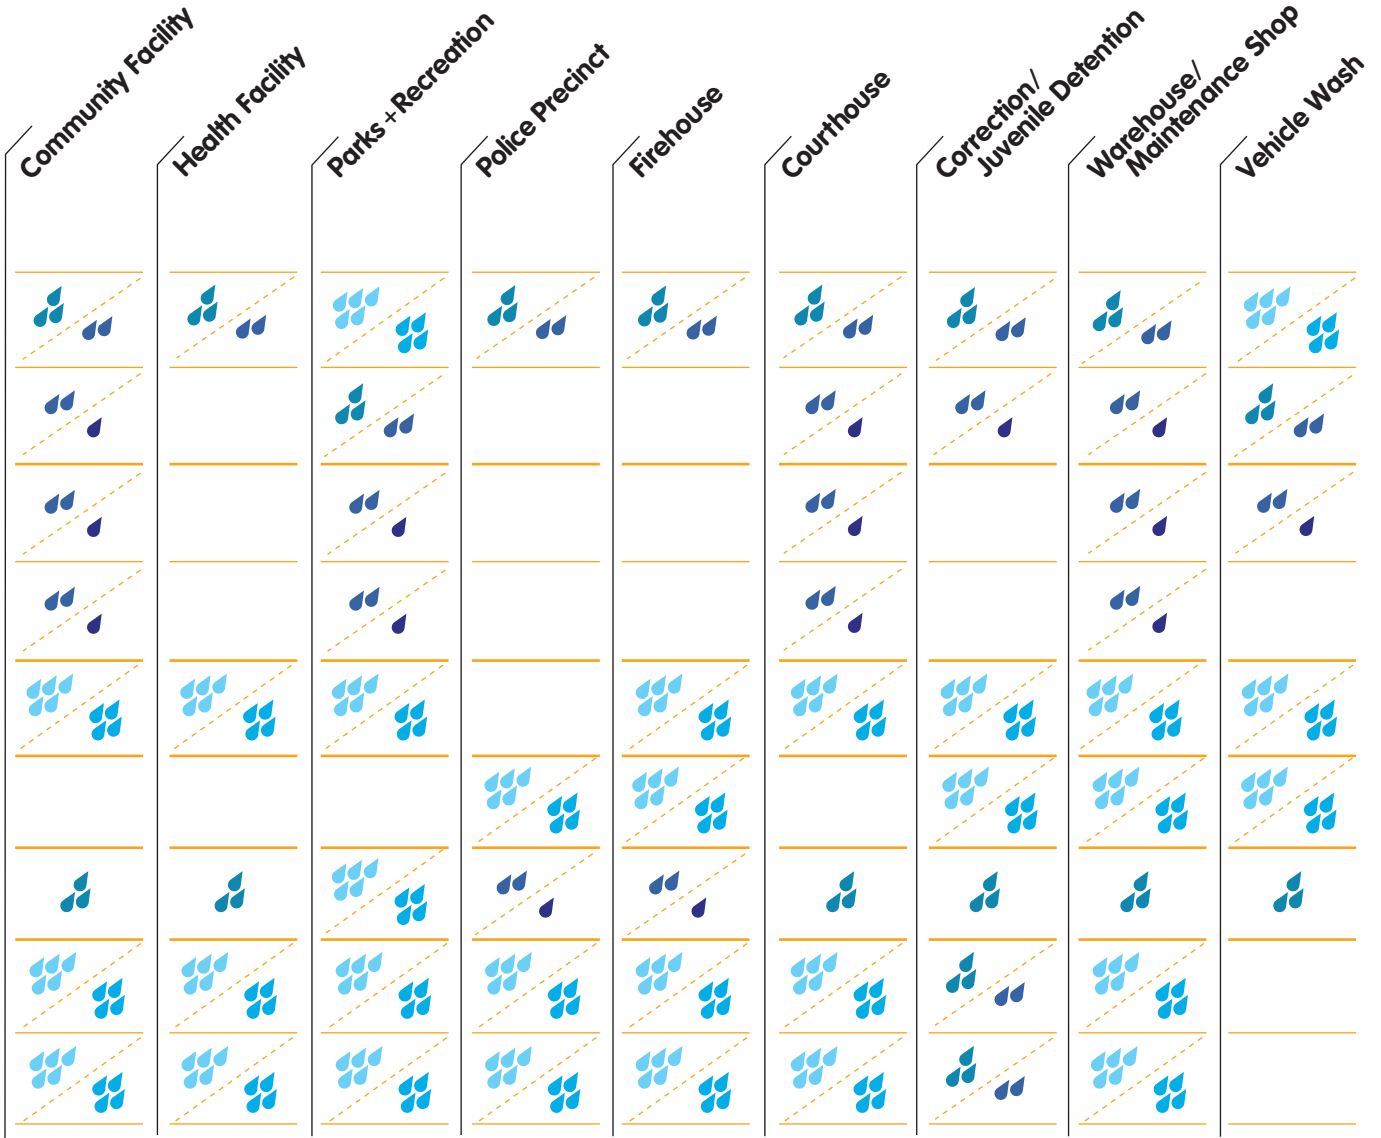 Community Facility
Health Facility
Parks + Recreation
Police Precinct
Firehouse
Courthouse
Correction/
Juvenile Detention
Warehouse/
Maintenance Shop
Vehicle Wash